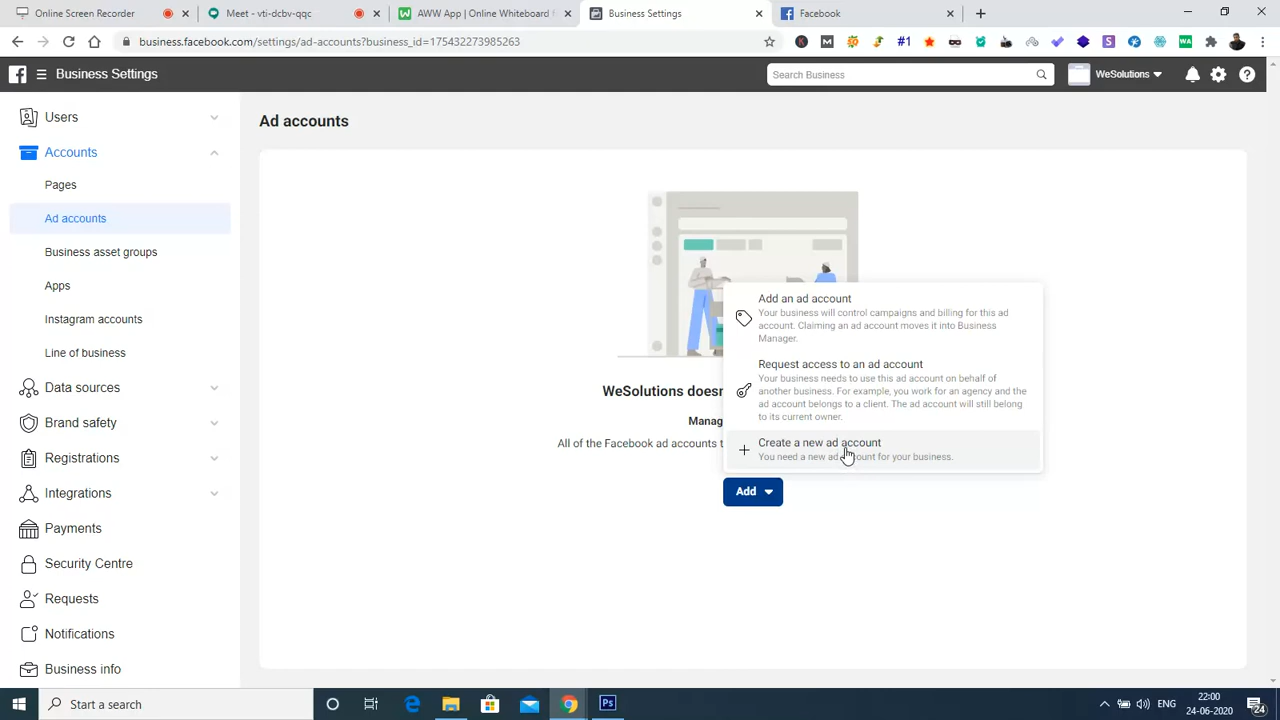 Online Screen Recorder
Meet - vti-dcbv-qqc
AWW App | Online Whiteboard
Business Settings
Facebook
business.facebook.com/settings/ad-accounts?business_id=175432273985263
#1
Business Settings
Search Business
WeSolutions
Users
Accounts
Pages
Ad accounts
Business asset groups
Apps
Instagram accounts
Line of business
Data sources
Brand safety
Registrations
Integrations
Payments
Security Centre
Requests
Notifications
Business info
Ad accounts
Add an ad account
Your business will control campaigns and billing for this ad
account. Claiming an ad account moves it into Business
Manager.
Request access to an ad account
Your business needs to use this ad account on behalf of
another business. For example, you work for an agency and the
ad account belongs to a client. The ad account will still belong
to its current owner.
WeSolutions
All of the Facebook ad accounts
Create a new ad account
You need a new ad account for your business.
Add
Start a search
Ps
ENG
22:00
24-06-2020
24